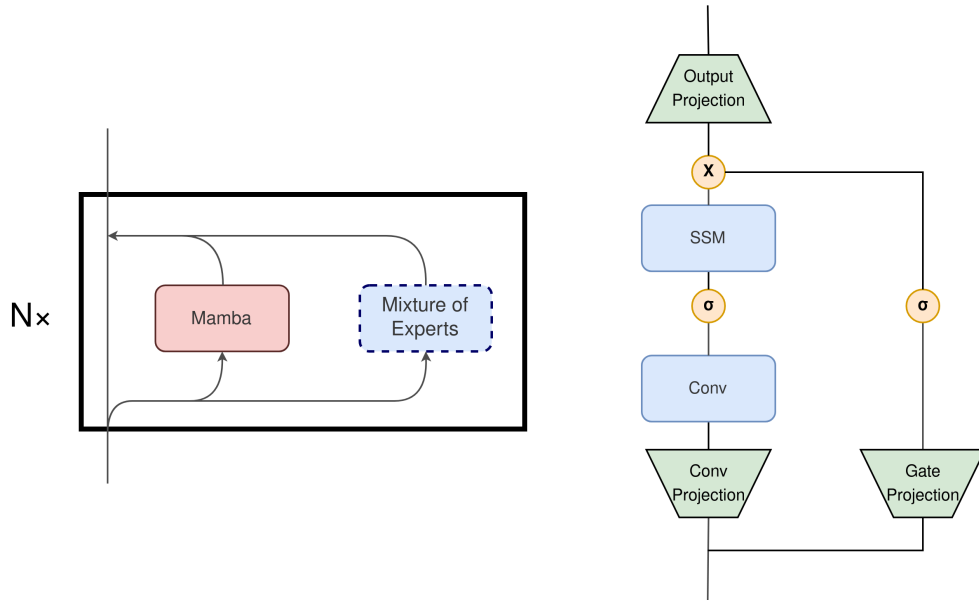 N×
Mamba
Mixture of
Experts
Output
Projection
X
SSM
σ
σ
Conv
Conv
Projection
Gate
Projection